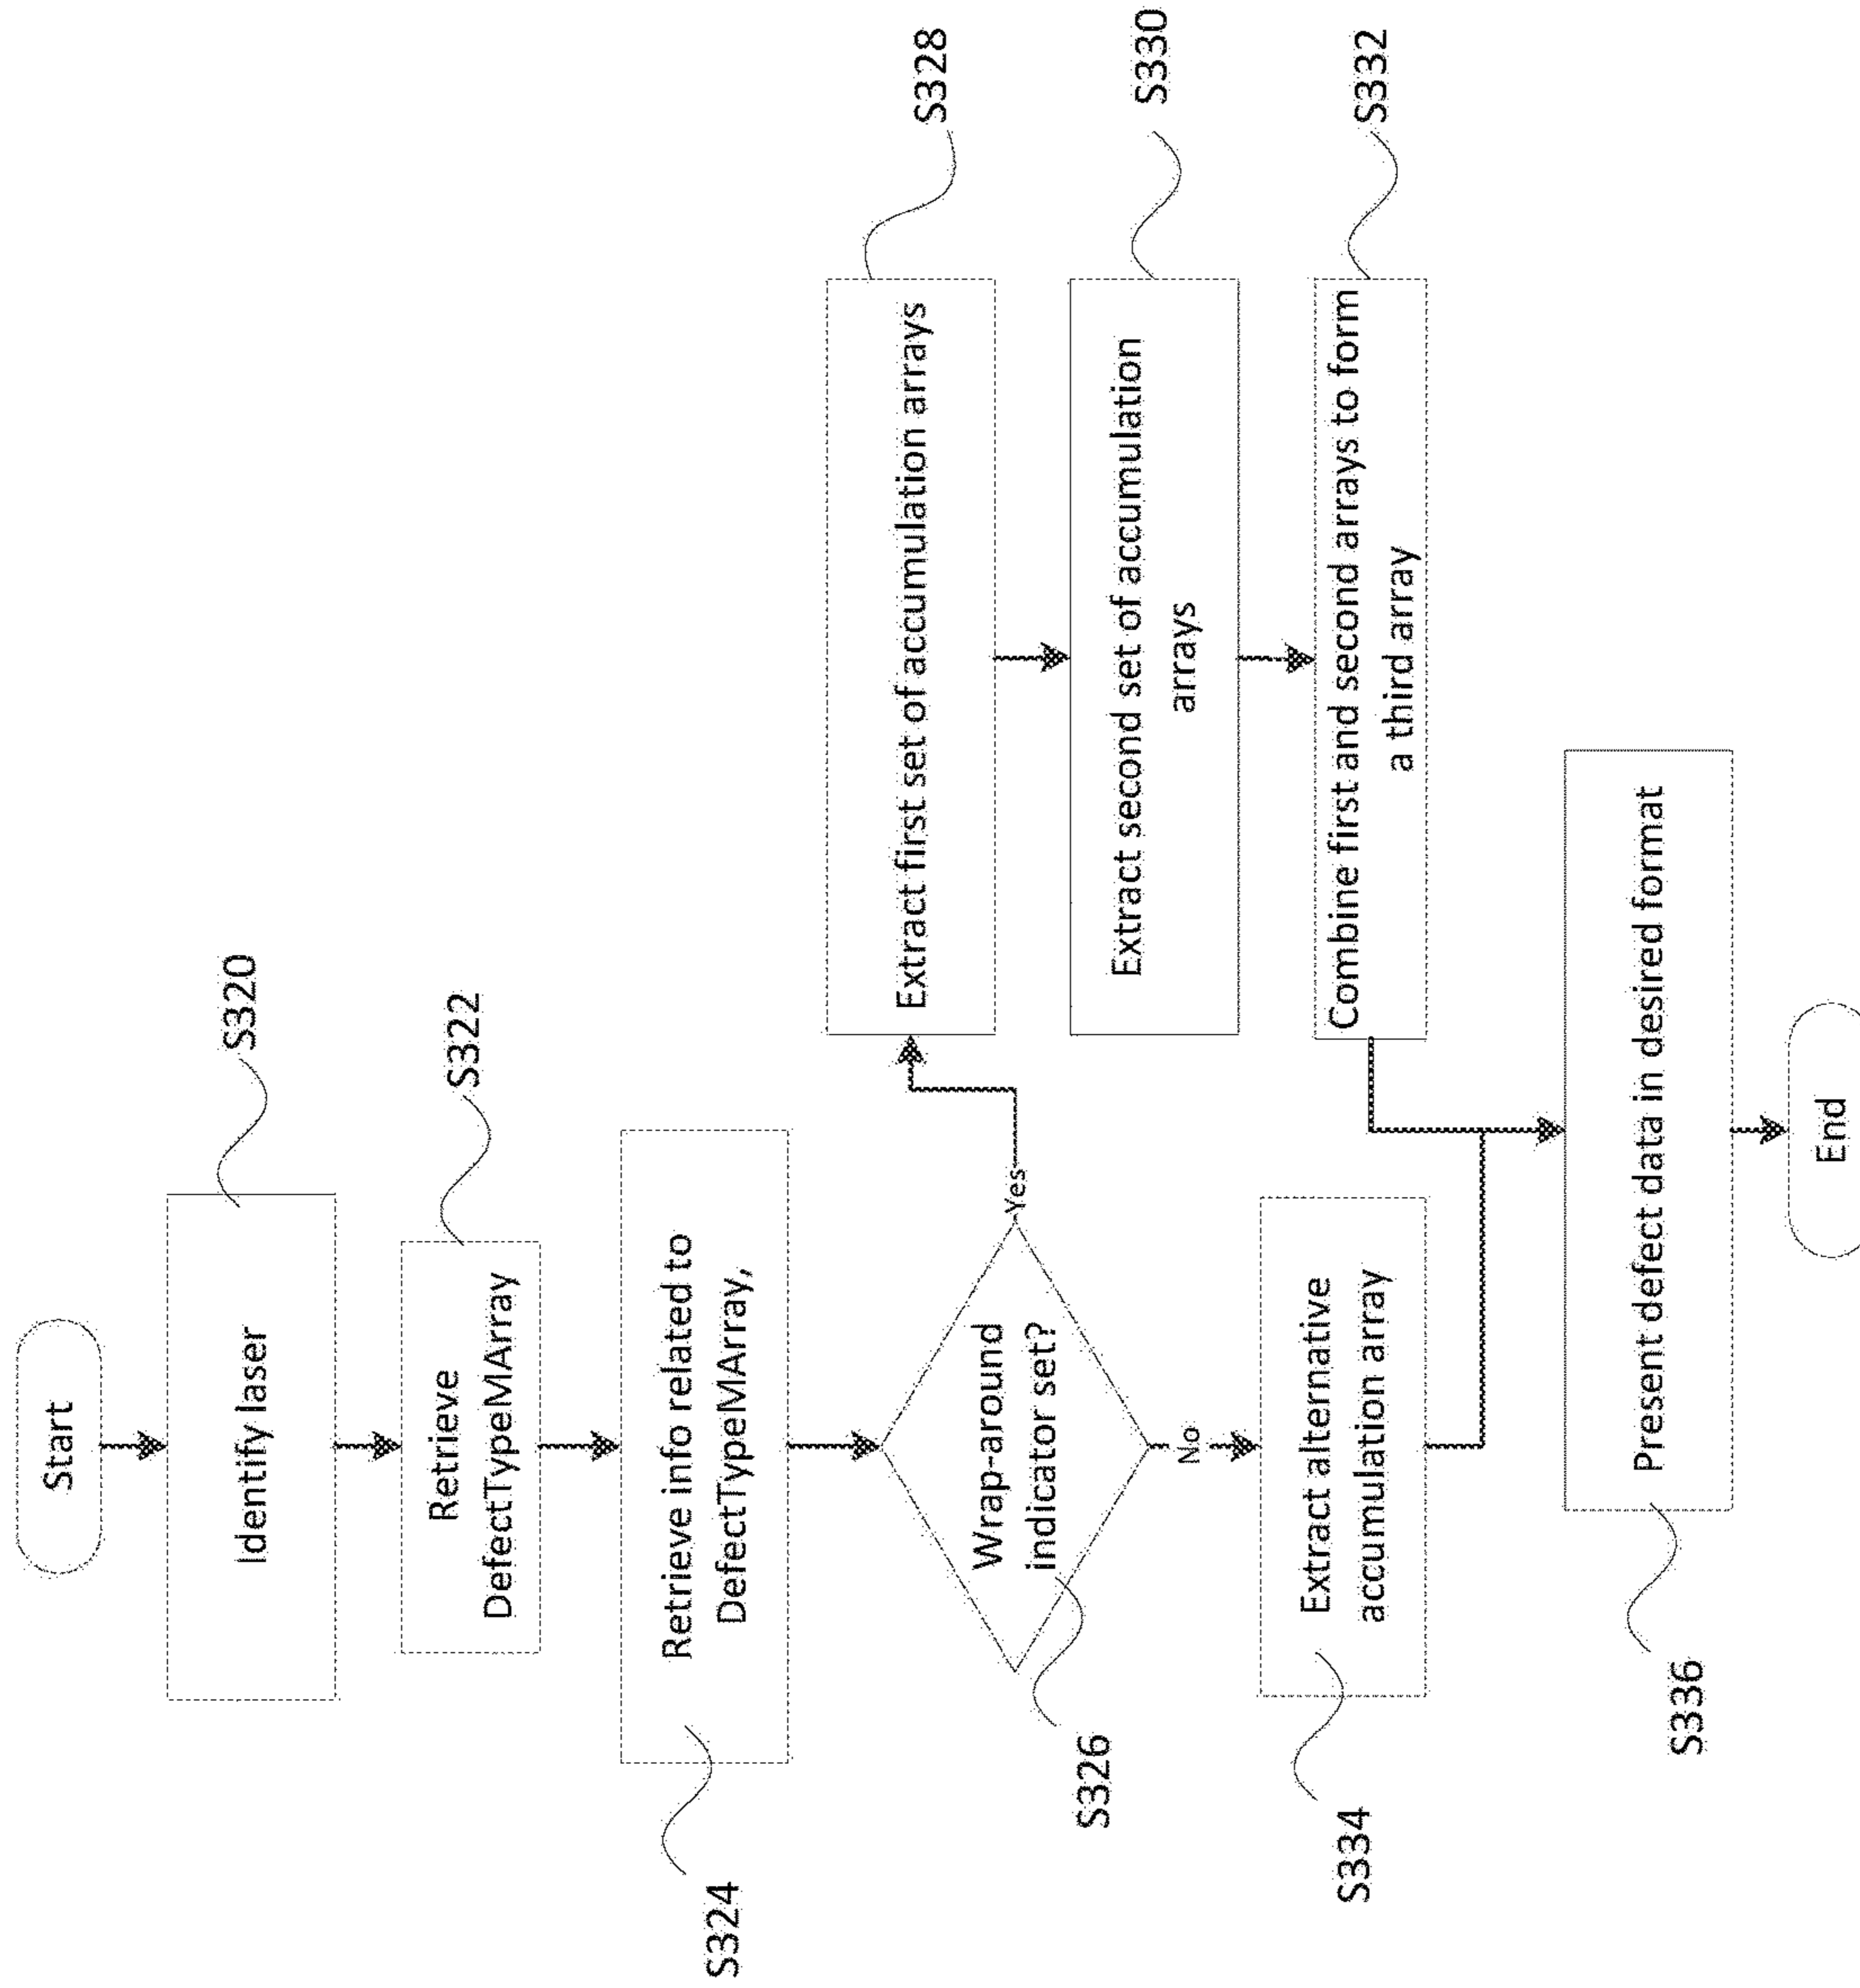 Start
Identify laser
S320
Retrieve
DefectTypeMArray
S322
Retrieve info related to
DefectTypeMArray,
S324
Wrap-around
indicator set?
S326
Yes
Extract first set of accumulation arrays
S328
Extract second set of accumulation
arrays
S330
Combine first and second arrays to form
a third array
S332
No
Extract alternative
accumulation array
S334
Present defect data in desired format
S336
End